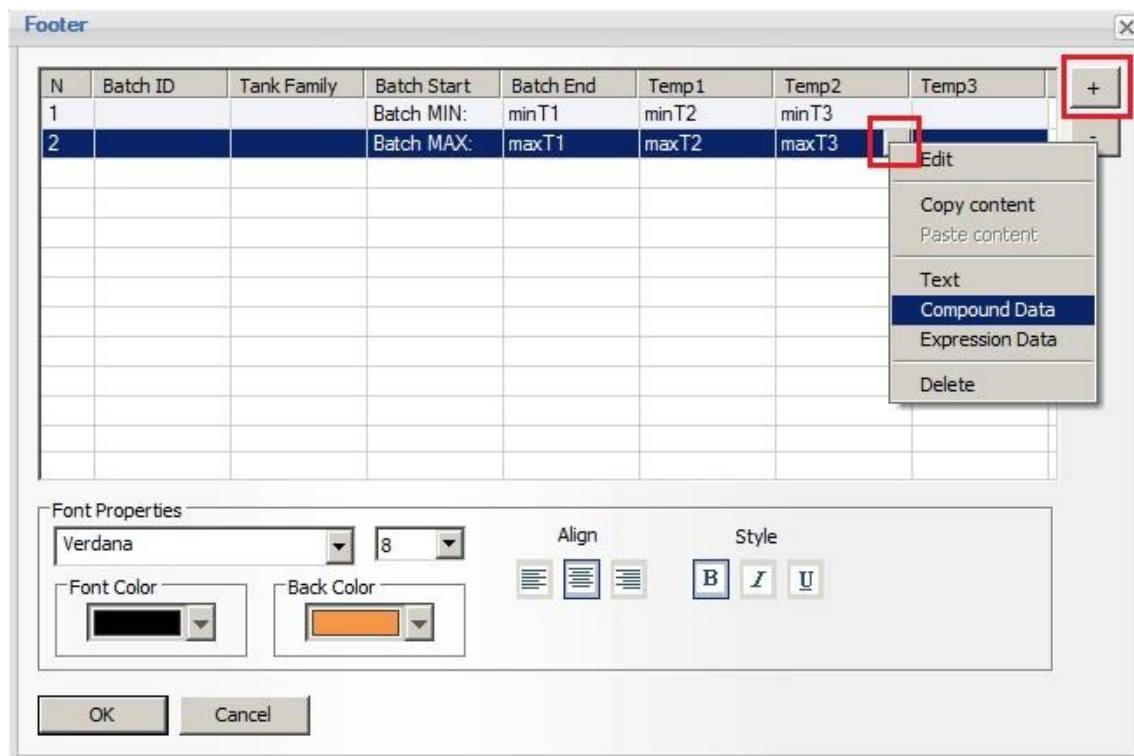 Footer
N Batch ID Tank Family Batch Start Batch End Temp1 Temp2 Temp3
+
1 Batch MIN: minT1 minT2 minT3
2 Batch MAX: maxT1 maxT2 maxT3
-
Edit
Copy content
Paste content
Text
Compound Data
Expression Data
Delete
Font Properties
Verdana 8 Align Style
B I U
Font Color Back Color
OK Cancel